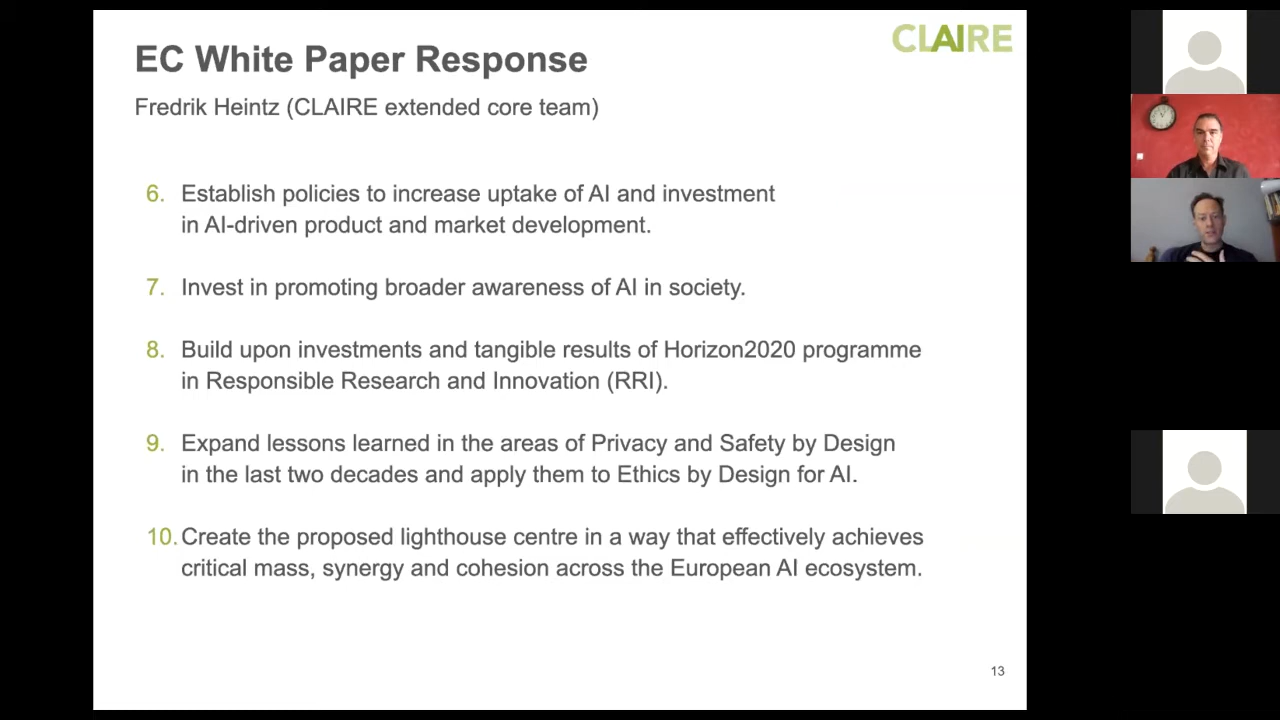 CLAIRE
EC White Paper Response
Fredrik Heintz (CLAIRE extended core team)
6. Establish policies to increase uptake of AI and investment
in AI-driven product and market development.
7. Invest in promoting broader awareness of AI in society.
8. Build upon investments and tangible results of Horizon2020 programme
in Responsible Research and Innovation (RRI).
9. Expand lessons learned in the areas of Privacy and Safety by Design
in the last two decades and apply them to Ethics by Design for AI.
10. Create the proposed lighthouse centre in a way that effectively achieves
critical mass, synergy and cohesion across the European AI ecosystem.
13